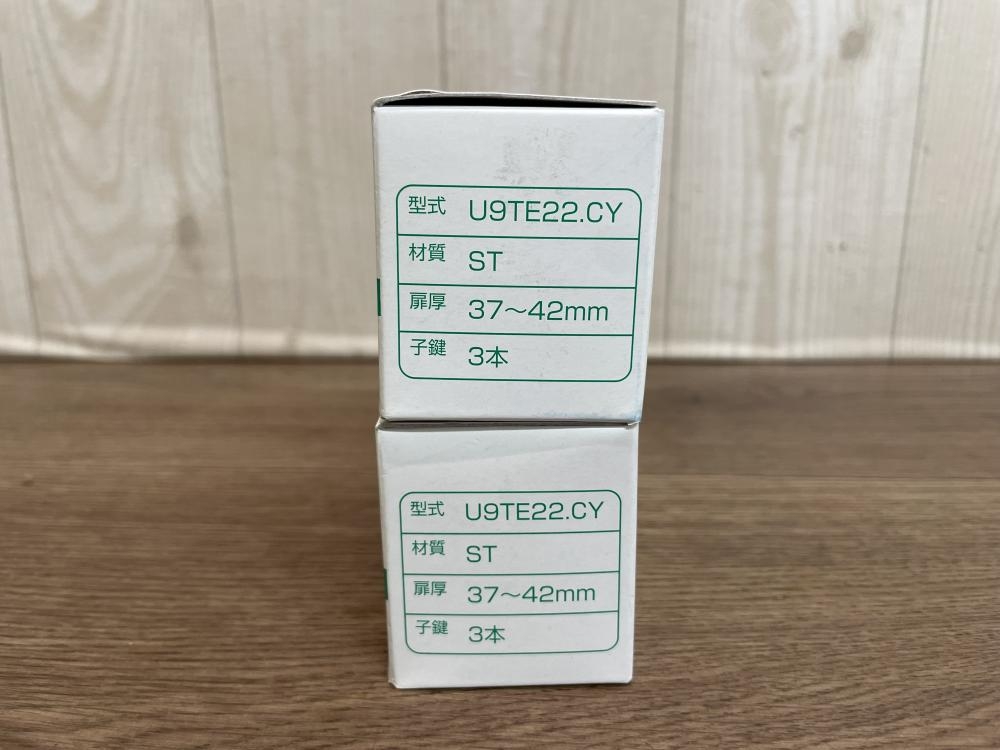 型式 U9TE22.CY
材質 ST
扉厚 37〜42mm
子鍵 3本
型式 U9TE22.CY
材質 ST
扉厚 37〜42mm
子鍵 3本